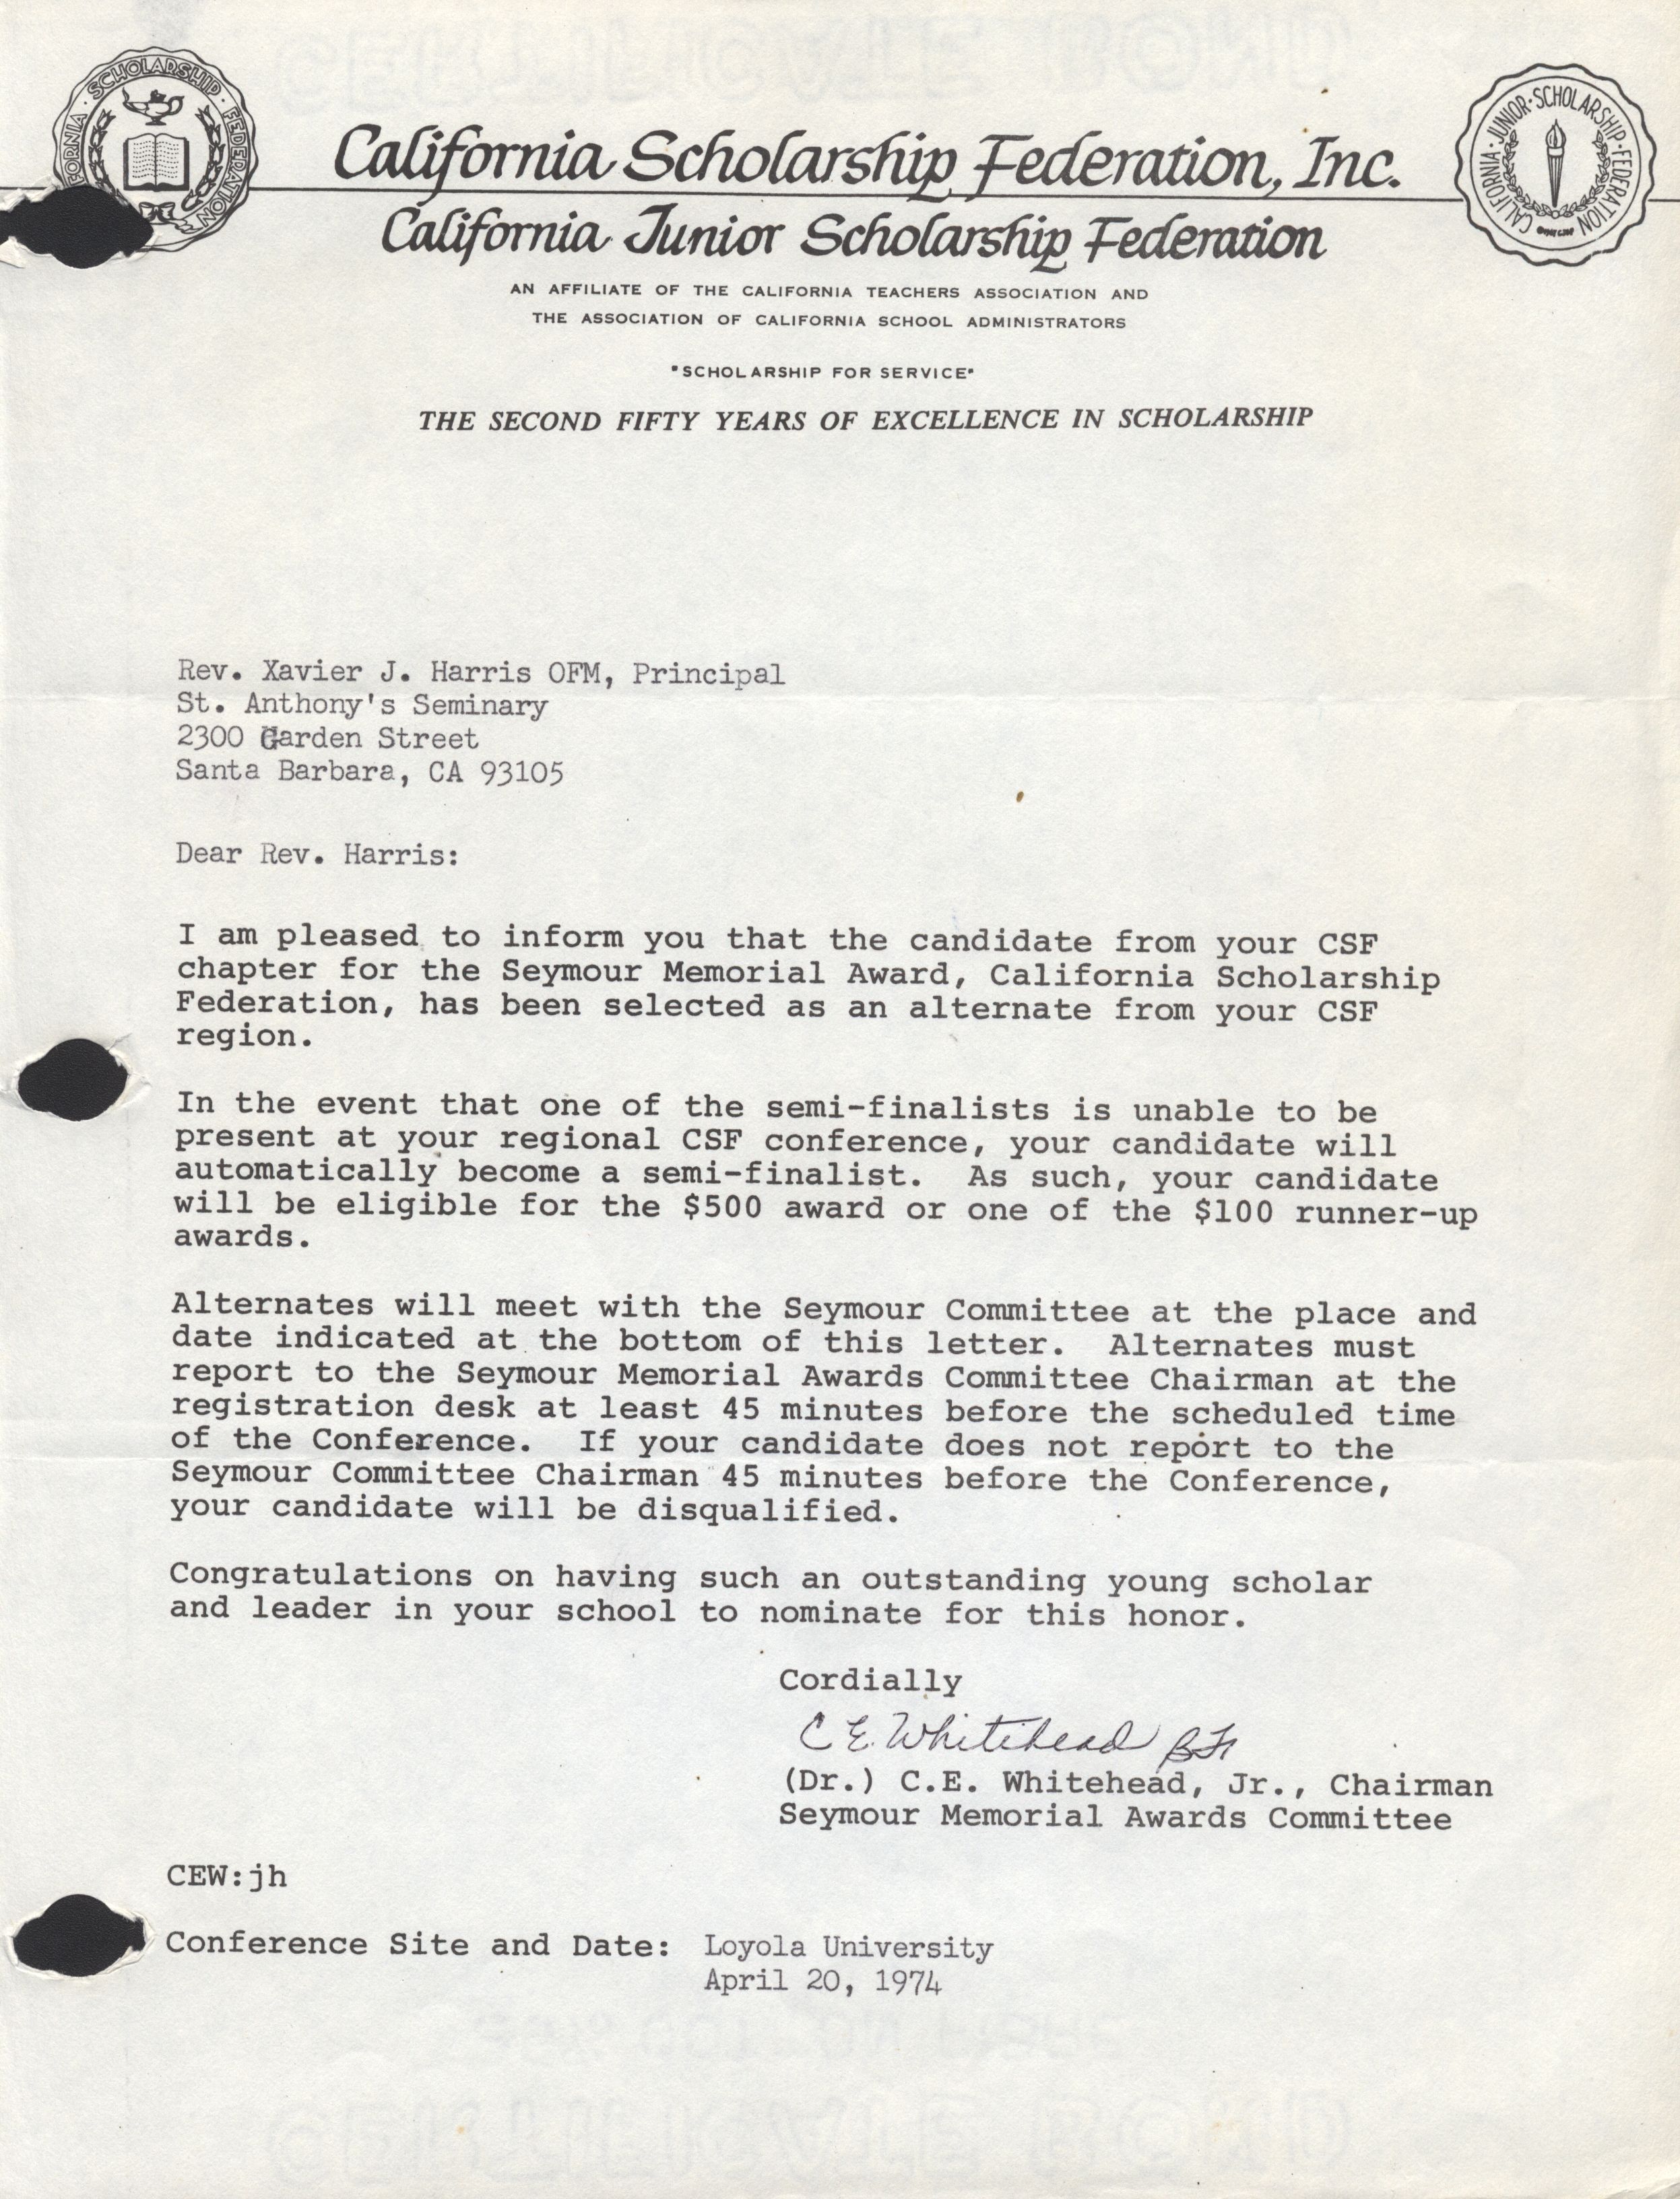 CALIFORNIA · SCHOLARSHIP · FEDERATION
CALIFORNIA · JUNIOR · SCHOLARSHIP · FEDERATION
California Scholarship Federation, Inc.
California Junior Scholarship Federation
AN AFFILIATE OF THE CALIFORNIA TEACHERS ASSOCIATION AND
THE ASSOCIATION OF CALIFORNIA SCHOOL ADMINISTRATORS
"SCHOLARSHIP FOR SERVICE"
THE SECOND FIFTY YEARS OF EXCELLENCE IN SCHOLARSHIP
Rev. Xavier J. Harris OFM, Principal
St. Anthony's Seminary
2300 Garden Street
Santa Barbara, CA 93105
Dear Rev. Harris:
I am pleased to inform you that the candidate from your CSF
chapter for the Seymour Memorial Award, California Scholarship
Federation, has been selected as an alternate from your CSF
region.
In the event that one of the semi-finalists is unable to be
present at your regional CSF conference, your candidate will
automatically become a semi-finalist. As such, your candidate
will be eligible for the $500 award or one of the $100 runner-up
awards.
Alternates will meet with the Seymour Committee at the place and
date indicated at the bottom of this letter. Alternates must
report to the Seymour Memorial Awards Committee Chairman at the
registration desk at least 45 minutes before the scheduled time
of the Conference. If your candidate does not report to the
Seymour Committee Chairman 45 minutes before the Conference,
your candidate will be disqualified.
Congratulations on having such an outstanding young scholar
and leader in your school to nominate for this honor.
Cordially
C E. Whitehead
(Dr.) C.E. Whitehead, Jr., Chairman
Seymour Memorial Awards Committee
CEW:jh
Conference Site and Date: Loyola University
April 20, 1974